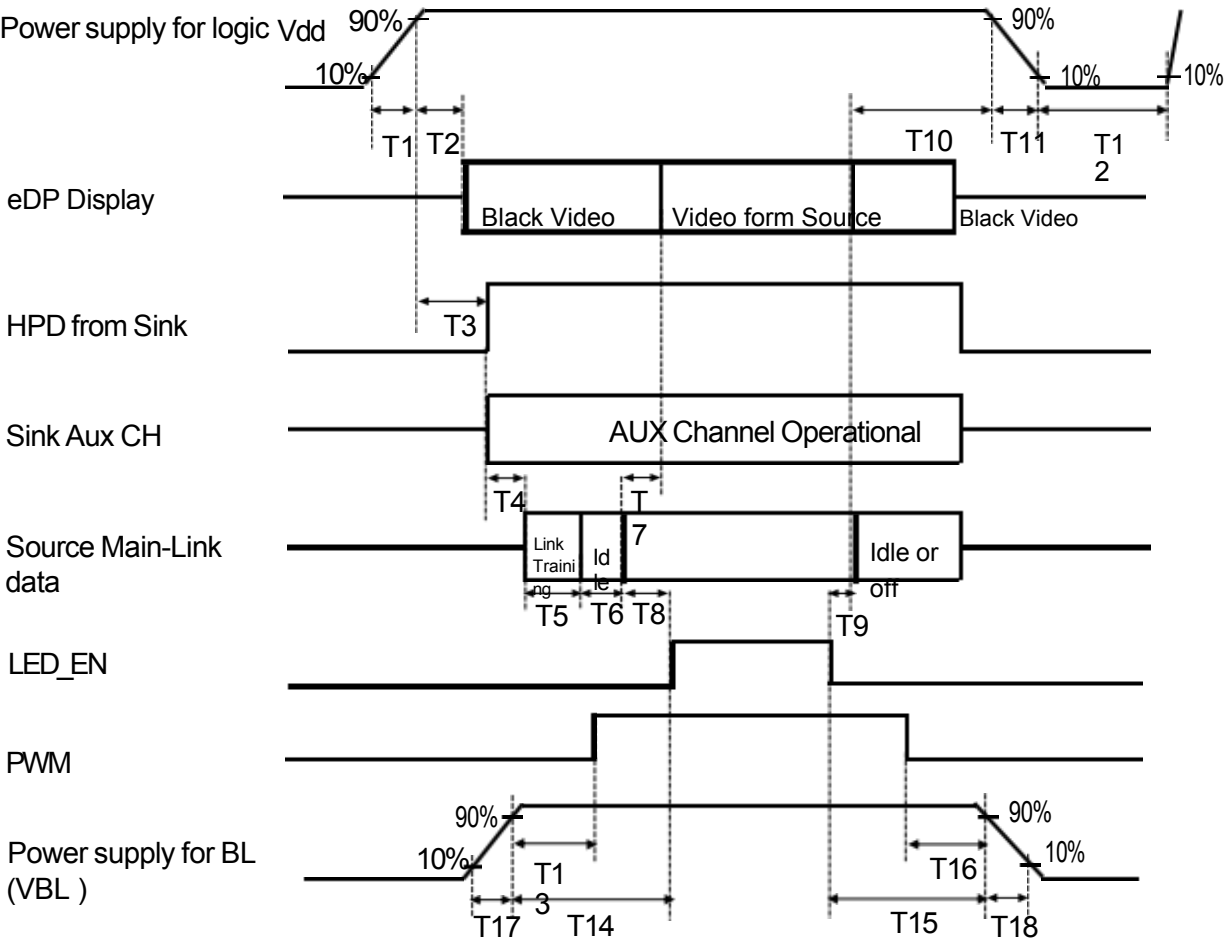 Power supply for logic Vdd
90%
90%
10%
10%
10%
T1
T2
T10
T11
T1
2
eDP Display
Black Video
Video form Source
Black Video
HPD from Sink
T3
Sink Aux CH
AUX Channel Operational
T4
T
7
Source Main-Link
data
Link
Traini
ng
Id
le
Idle or
off
T5
T6
T8
T9
LED_EN
PWM
90%
90%
Power supply for BL
(VBL )
10%
10%
T1
3
T16
T17
T14
T15
T18